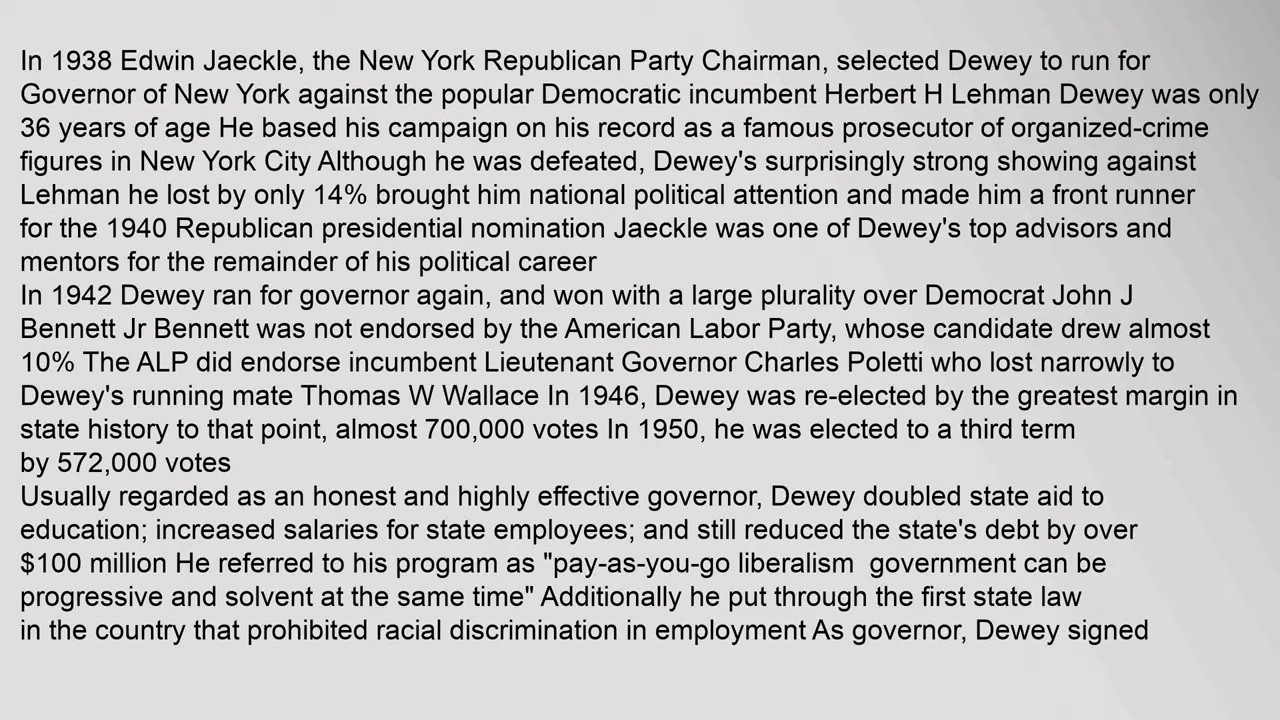 In 1938 Edwin Jaeckle, the New York Republican Party Chairman, selected Dewey to run for
Governor of New York against the popular Democratic incumbent Herbert H Lehman Dewey was only
36 years of age He based his campaign on his record as a famous prosecutor of organized-crime
figures in New York City Although he was defeated, Dewey's surprisingly strong showing against
Lehman he lost by only 14% brought him national political attention and made him a front runner
for the 1940 Republican presidential nomination Jaeckle was one of Dewey's top advisors and
mentors for the remainder of his political career
In 1942 Dewey ran for governor again, and won with a large plurality over Democrat John J
Bennett Jr Bennett was not endorsed by the American Labor Party, whose candidate drew almost
10% The ALP did endorse incumbent Lieutenant Governor Charles Poletti who lost narrowly to
Dewey's running mate Thomas W Wallace In 1946, Dewey was re-elected by the greatest margin in
state history to that point, almost 700,000 votes In 1950, he was elected to a third term
by 572,000 votes
Usually regarded as an honest and highly effective governor, Dewey doubled state aid to
education; increased salaries for state employees; and still reduced the state's debt by over
$100 million He referred to his program as "pay-as-you-go liberalism  government can be
progressive and solvent at the same time" Additionally he put through the first state law
in the country that prohibited racial discrimination in employment As governor, Dewey signed